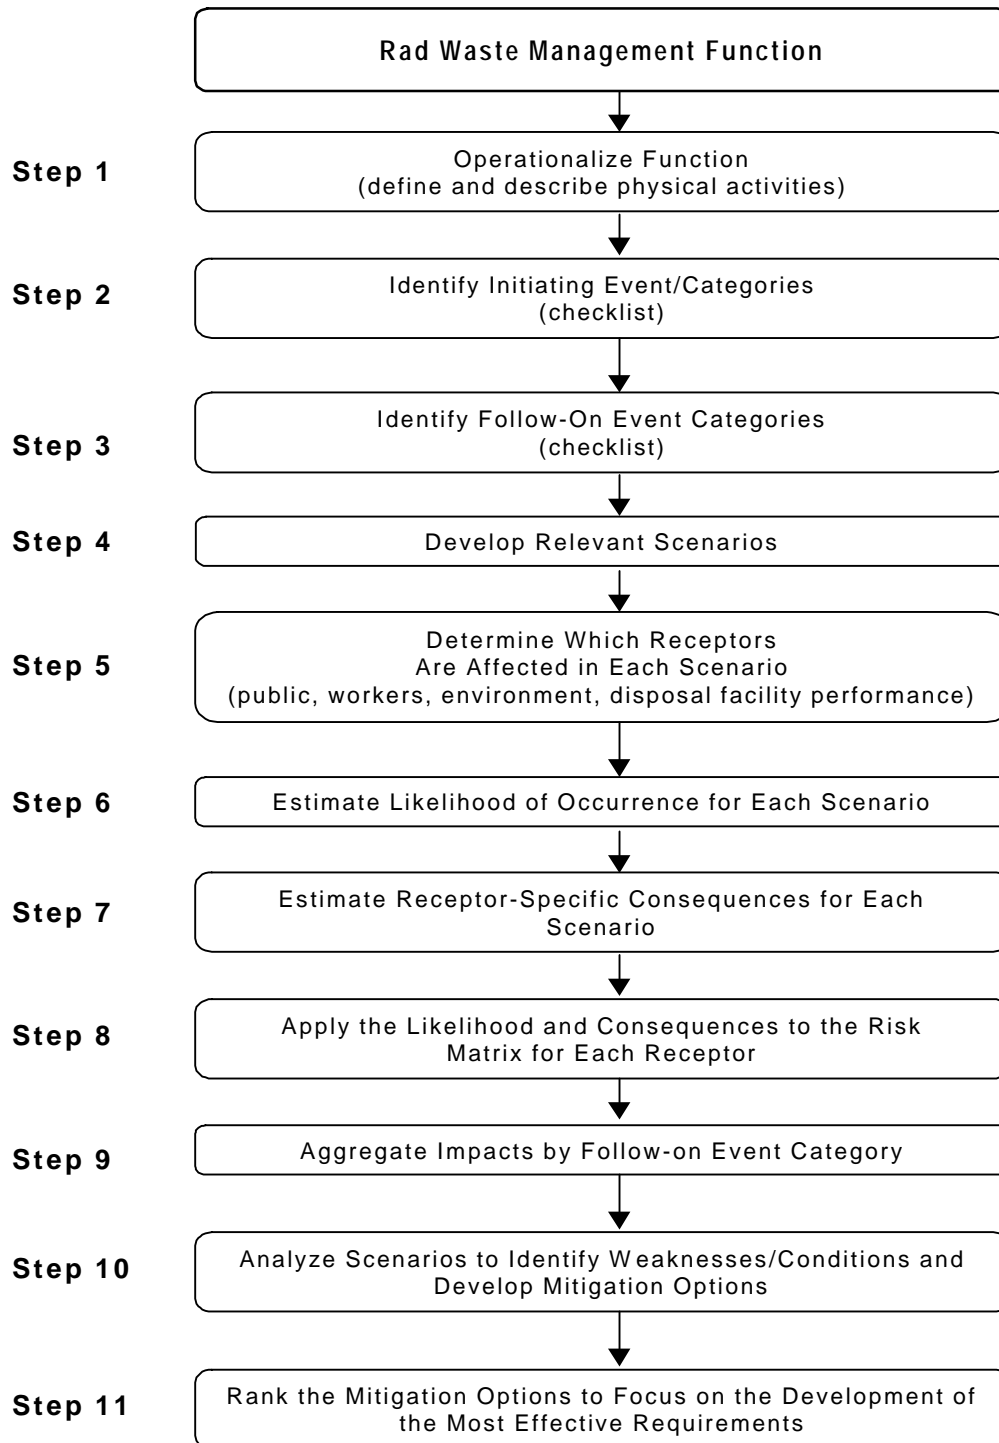 Rad Waste Management Function
Step 1
Operationalize Function
(define and describe physical activities)
Step 2
Identify Initiating Event/Categories
(checklist)
Step 3
Identify Follow-On Event Categories
(checklist)
Step 4
Develop Relevant Scenarios
Step 5
Determine Which Receptors
Are Affected in Each Scenario
(public, workers, environment, disposal facility performance)
Step 6
Estimate Likelihood of Occurrence for Each Scenario
Step 7
Estimate Receptor-Specific Consequences for Each
Scenario
Step 8
Apply the Likelihood and Consequences to the Risk
Matrix for Each Receptor
Step 9
Aggregate Impacts by Follow-on Event Category
Step 10
Analyze Scenarios to Identify Weaknesses/Conditions and
Develop Mitigation Options
Step 11
Rank the Mitigation Options to Focus on the Development of
the Most Effective Requirements